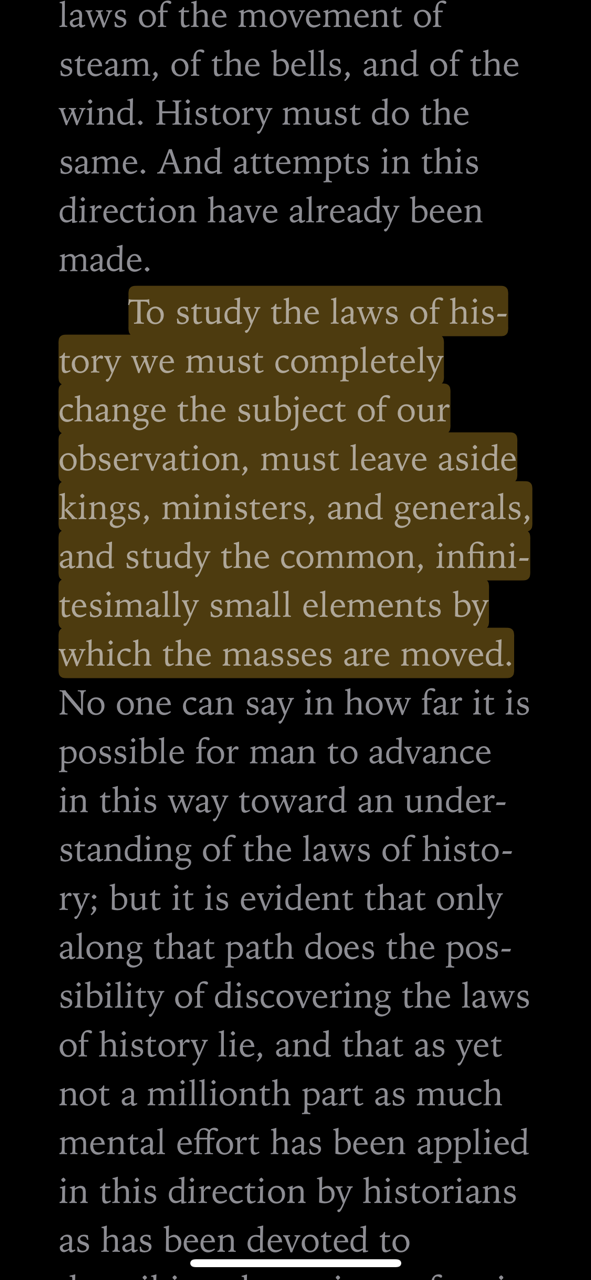 laws of the movement of
steam, of the bells, and of the
wind. History must do the
same. And attempts in this
direction have already been
made.
To study the laws of his-
tory we must completely
change the subject of our
observation, must leave aside
kings, ministers, and generals,
and study the common, infini-
tesimally small elements by
which the masses are moved.
No one can say in how far it is
possible for man to advance
in this way toward an under-
standing of the laws of histo-
ry; but it is evident that only
along that path does the pos-
sibility of discovering the laws
of history lie, and that as yet
not a millionth part as much
mental effort has been applied
in this direction by historians
as has been devoted to